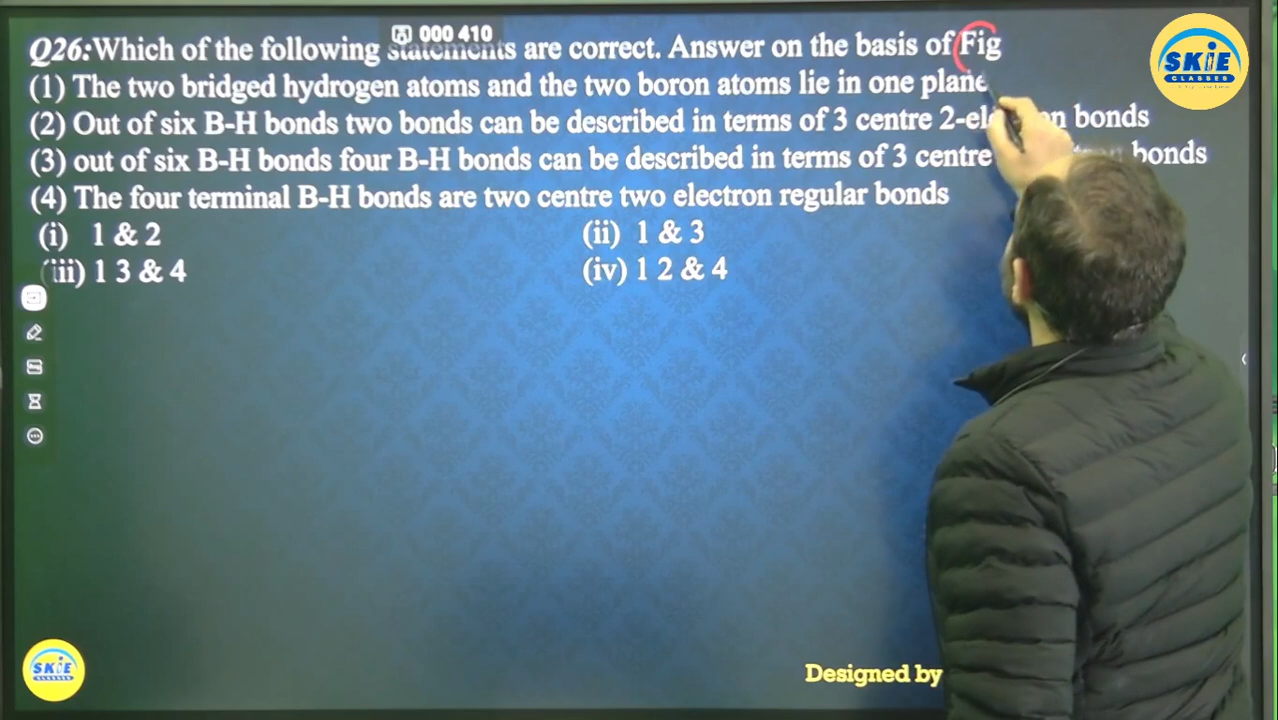 000 410
Q26:Which of the following statements are correct. Answer on the basis of Fig
(1) The two bridged hydrogen atoms and the two boron atoms lie in one plane
(2) Out of six B-H bonds two bonds can be described in terms of 3 centre 2-el bonds
(3) out of six B-H bonds four B-H bonds can be described in terms of 3 centre bonds
(4) The four terminal B-H bonds are two centre two electron regular bonds
(i) 1 & 2 (ii) 1 & 3
(iii) 1 3 & 4 (iv) 1 2 & 4
Designed by
SKiE
CLASSES
SKiE
CLASSES